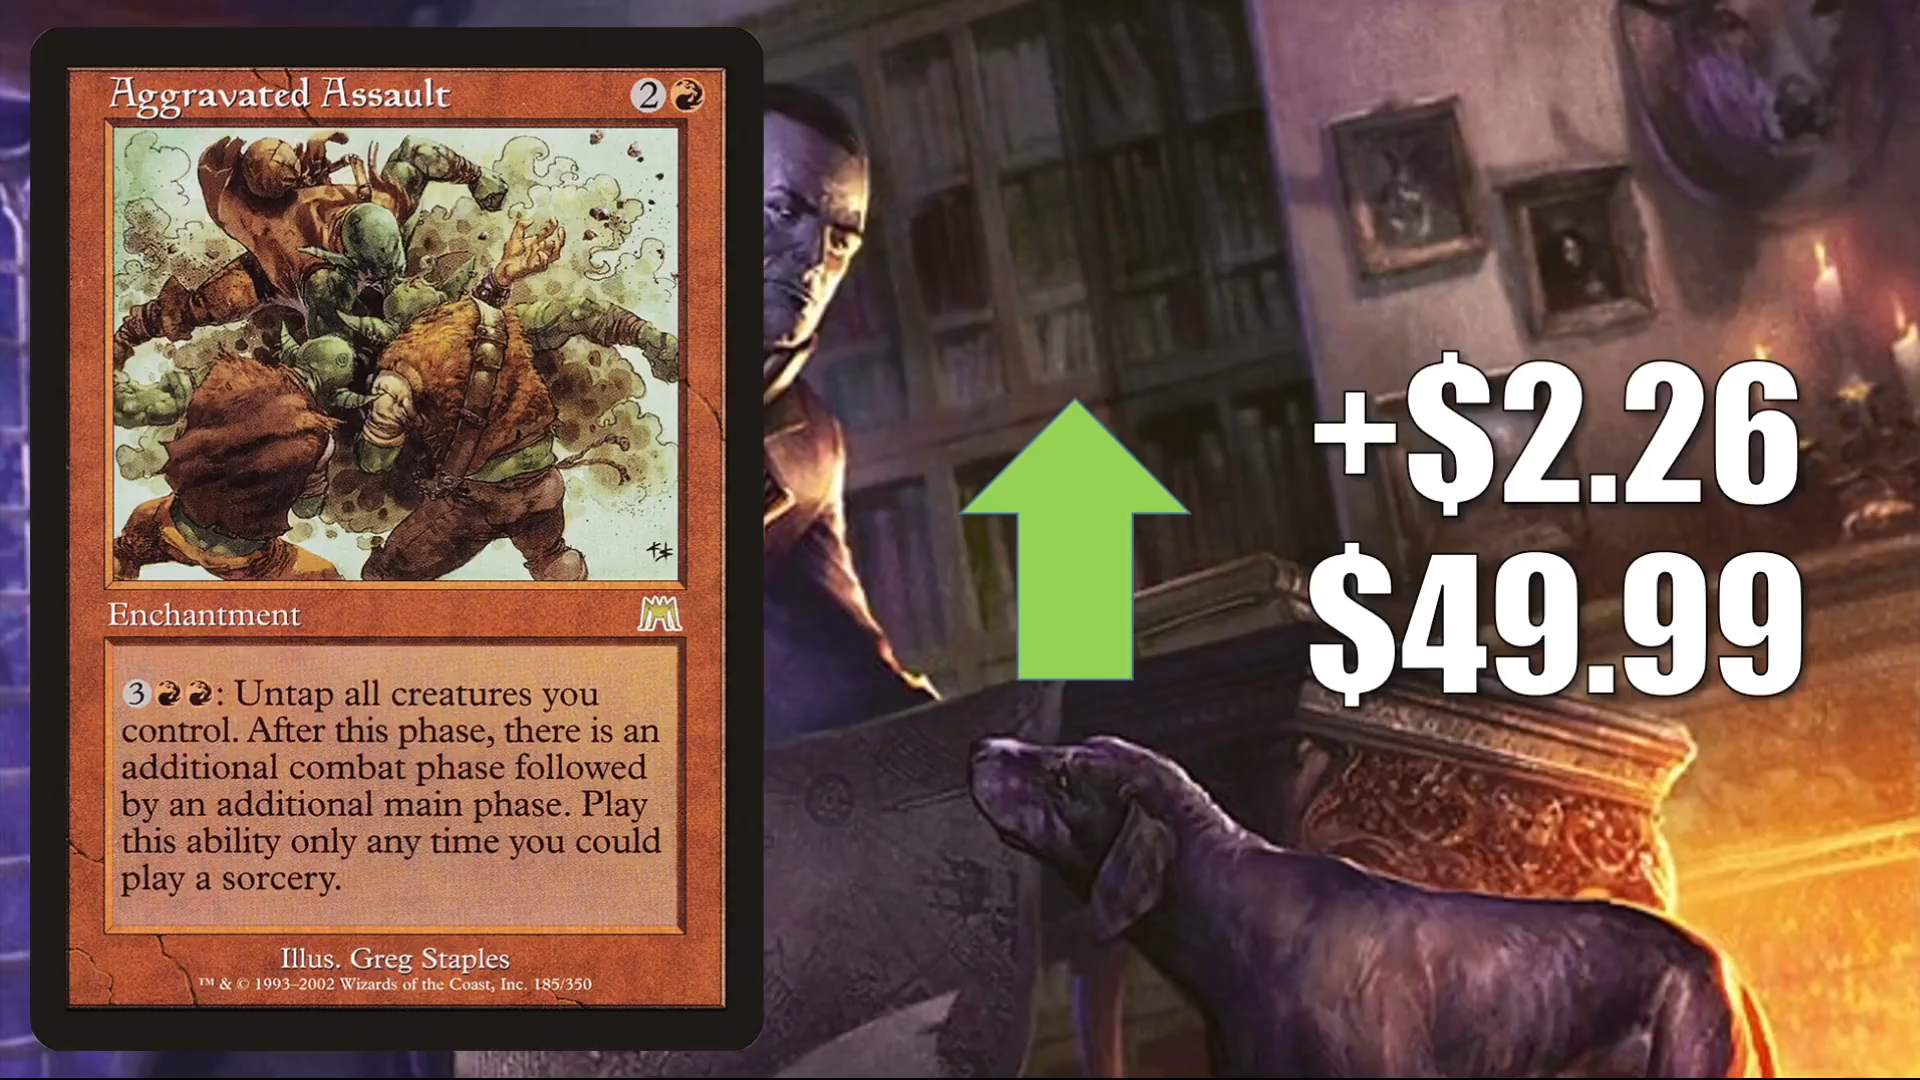 Aggravated Assault 2
Enchantment
3: Untap all creatures you
control. After this phase, there is an
additional combat phase followed
by an additional main phase. Play
this ability only any time you could
play a sorcery.
Illus. Greg Staples
™ & © 1993–2002 Wizards of the Coast, Inc. 185/350
+$2.26
$49.99